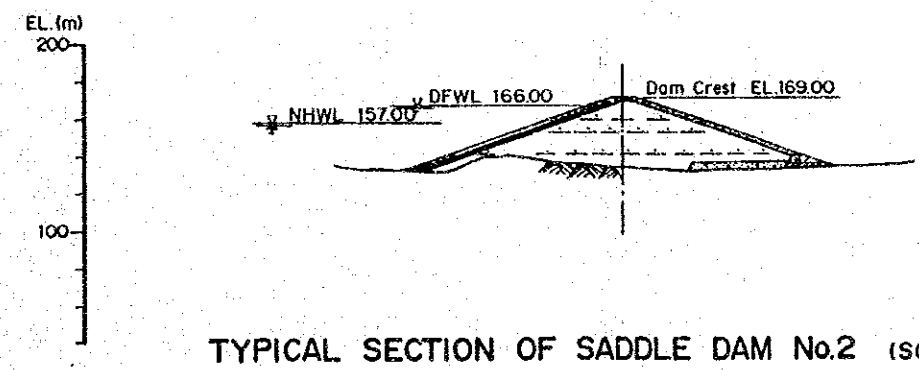 EL.(m)
200
DFWL 166.00
Dam Crest EL.169.00
NHWL 157.00
100
TYPICAL SECTION OF SADDLE DAM No.2